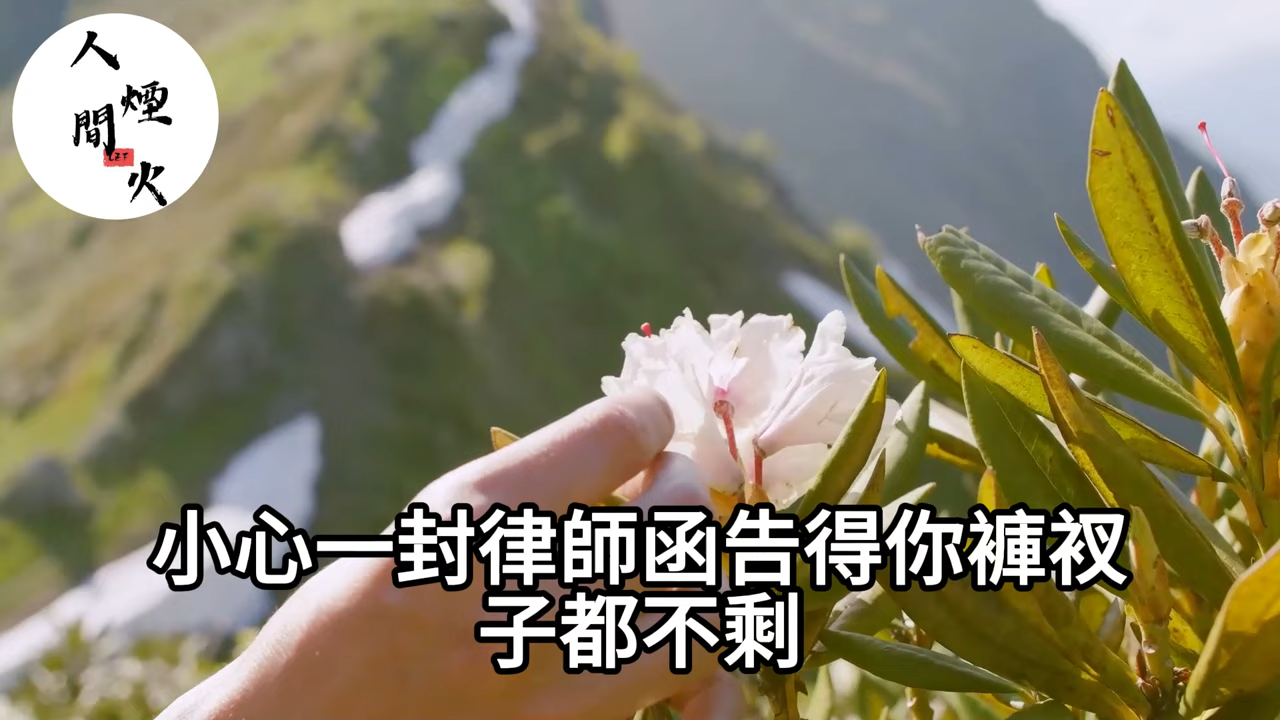 人間煙火
小心一封律師函告得你褲衩
子都不剩